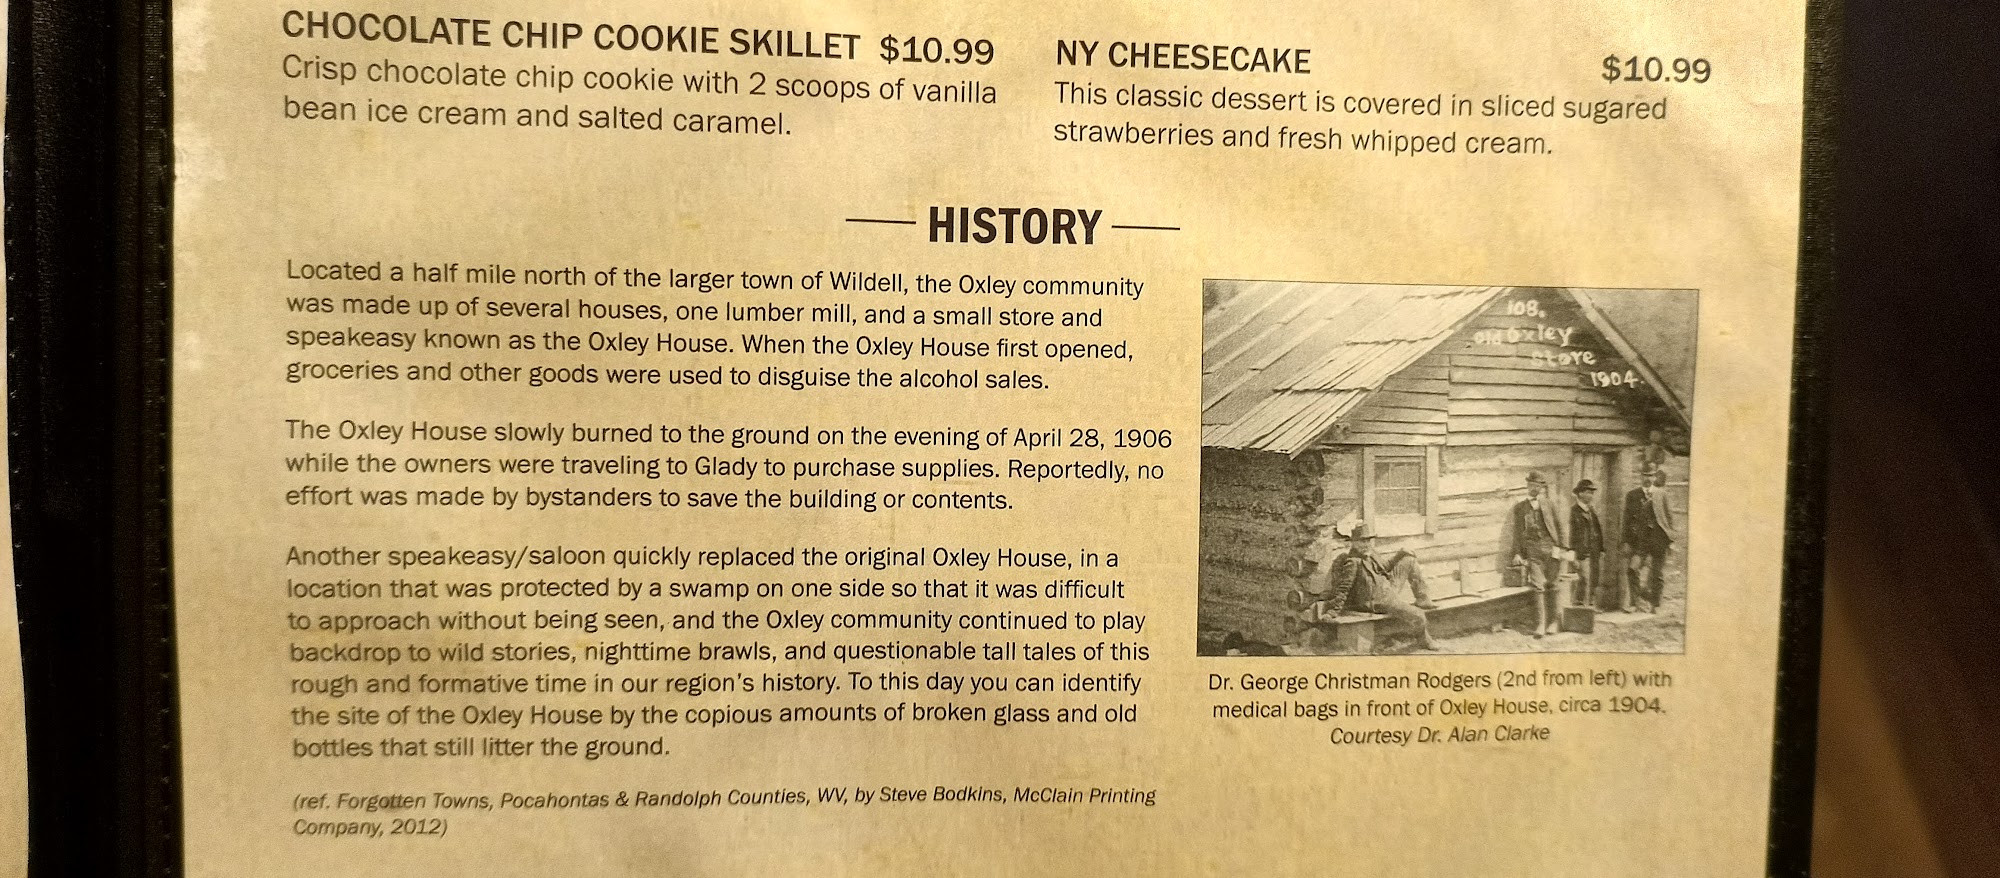 CHOCOLATE CHIP COOKIE SKILLET $10.99
Crisp chocolate chip cookie with 2 scoops of vanilla
bean ice cream and salted caramel.
NY CHEESECAKE $10.99
This classic dessert is covered in sliced sugared
strawberries and fresh whipped cream.
HISTORY
Located a half mile north of the larger town of Wildell, the Oxley community
was made up of several houses, one lumber mill, and a small store and
speakeasy known as the Oxley House. When the Oxley House first opened,
groceries and other goods were used to disguise the alcohol sales.
The Oxley House slowly burned to the ground on the evening of April 28, 1906
while the owners were traveling to Glady to purchase supplies. Reportedly, no
effort was made by bystanders to save the building or contents.
Another speakeasy/saloon quickly replaced the original Oxley House, in a
location that was protected by a swamp on one side so that it was difficult
to approach without being seen, and the Oxley community continued to play
backdrop to wild stories, nighttime brawls, and questionable tall tales of this
rough and formative time in our region's history. To this day you can identify
the site of the Oxley House by the copious amounts of broken glass and old
bottles that still litter the ground.
(ref. Forgotten Towns, Pocahontas & Randolph Counties, WV, by Steve Bodkins, McClain Printing
Company, 2012)
108.
old Oxley
Store
1904.
Dr. George Christman Rodgers (2nd from left) with
medical bags in front of Oxley House, circa 1904.
Courtesy Dr. Alan Clarke